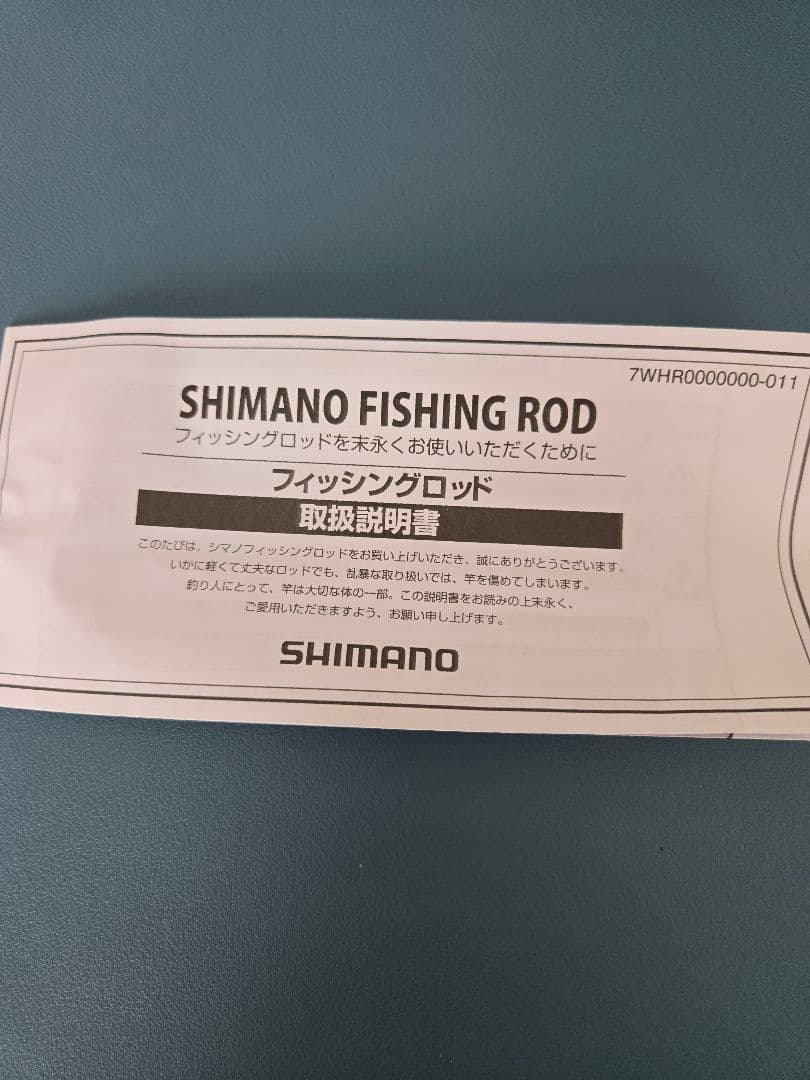 7WHR0000000-011
SHIMANO FISHING ROD
フィッシングロッドを末永くお使いいただくために
フィッシングロッド
取扱説明書
このたびは、シマノフィッシングロッドをお買い上げいただき、誠にありがとうございます。
いかに軽くて丈夫なロッドでも、乱暴な取り扱いでは、竿を傷めてしまいます。
釣り人にとって、竿は大切な体の一部。この説明書をお読みの上末永く、
ご愛用いただきますよう、お願い申し上げます。
SHIMANO